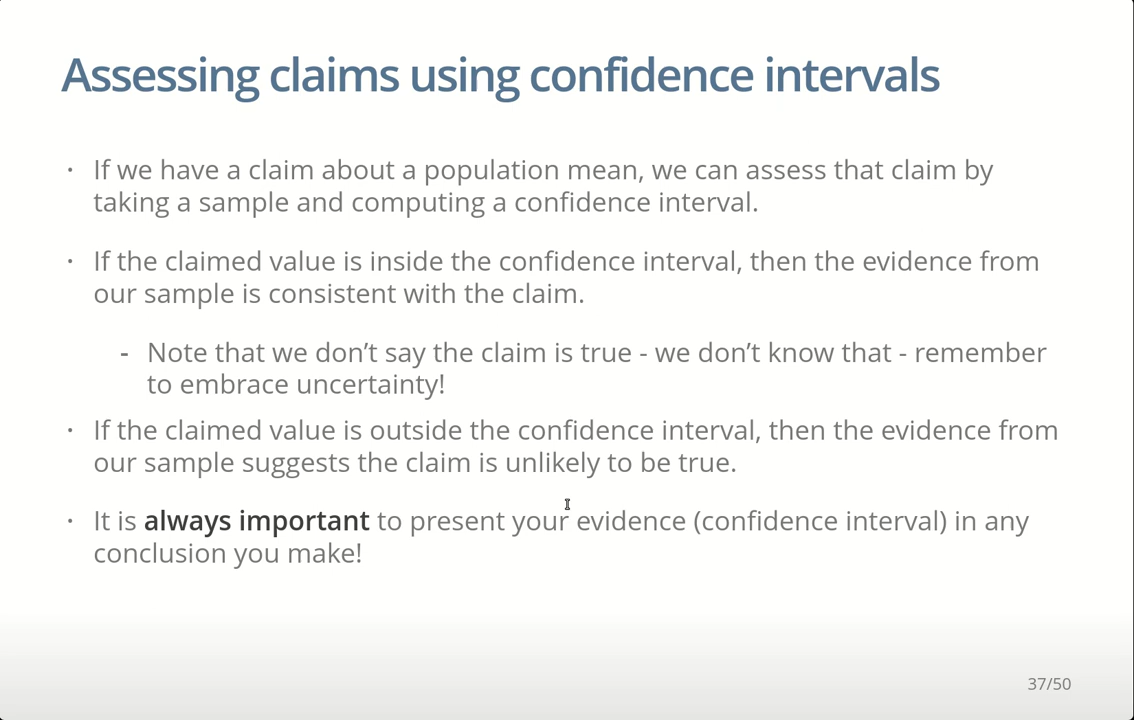 Assessing claims using confidence intervals
· If we have a claim about a population mean, we can assess that claim by
taking a sample and computing a confidence interval.
· If the claimed value is inside the confidence interval, then the evidence from
our sample is consistent with the claim.
- Note that we don’t say the claim is true - we don’t know that - remember
to embrace uncertainty!
· If the claimed value is outside the confidence interval, then the evidence from
our sample suggests the claim is unlikely to be true.
· It is always important to present your evidence (confidence interval) in any
conclusion you make!
37/50